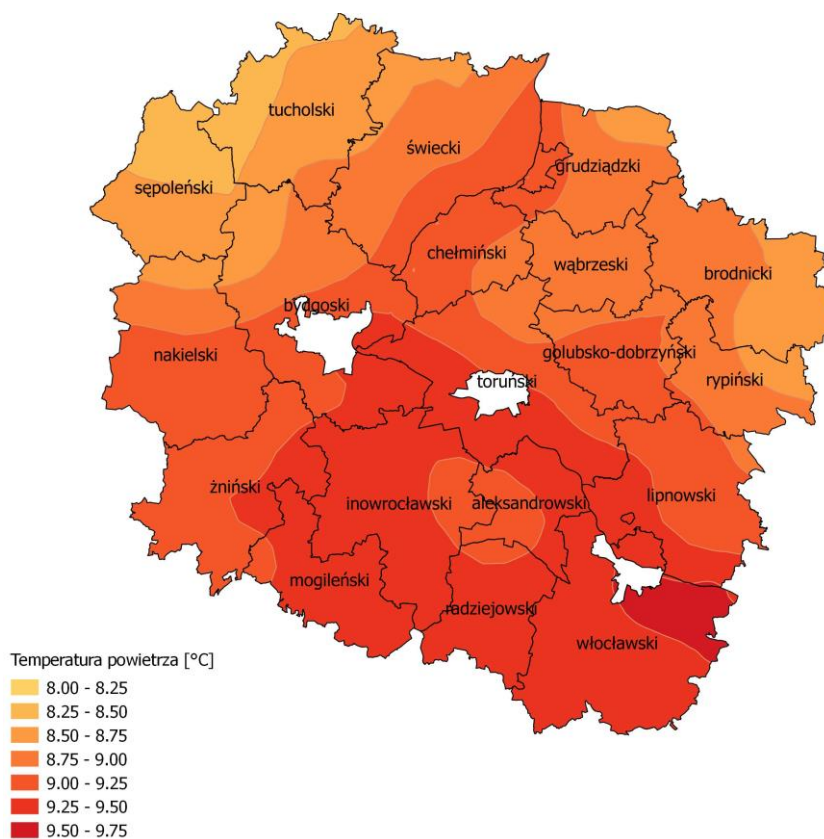 tucholski
świecki
grudziądzki
sępoleński
chełmiński
wąbrzeski
brodnicki
bydgoski
nakielski
golubsko-dobrzyński
toruński
rypiński
żniński
inowrocławski
aleksandrowski
lipnowski
mogileński
radziejowski
włocławski
Temperatura powietrza [°C]
8.00 - 8.25
8.25 - 8.50
8.50 - 8.75
8.75 - 9.00
9.00 - 9.25
9.25 - 9.50
9.50 - 9.75